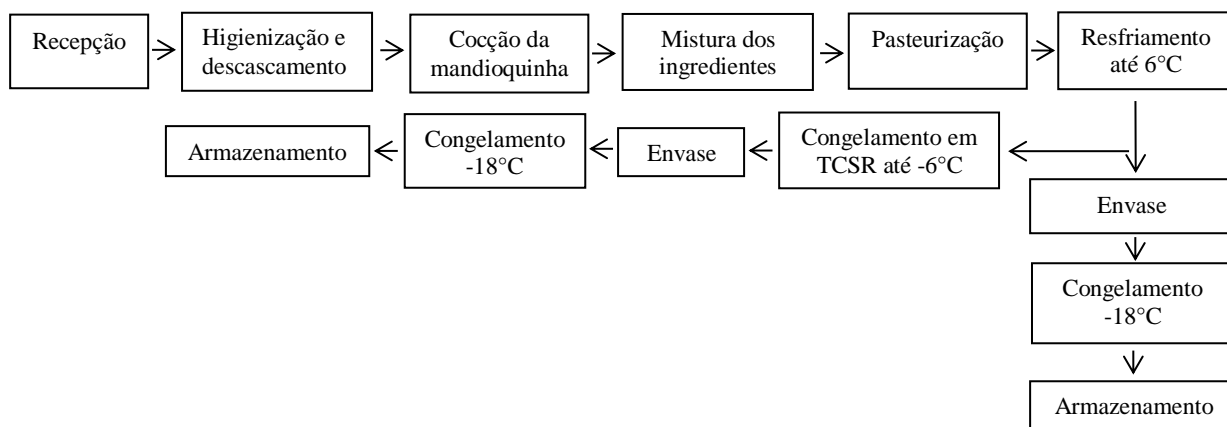 Recepção
Higienização e
descascamento
Cocção da
mandioquinha
Mistura dos
ingredientes
Pasteurização
Resfriamento
até 6°C
Armazenamento
Congelamento
-18°C
Envase
Congelamento em
TCSR até -6°C
Envase
Congelamento
-18°C
Armazenamento